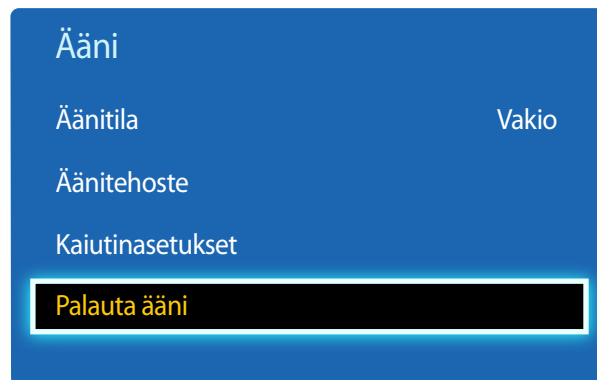 Ääni
Äänitila Vakio
Äänitehoste
Kaiutinasetukset
Palauta ääni